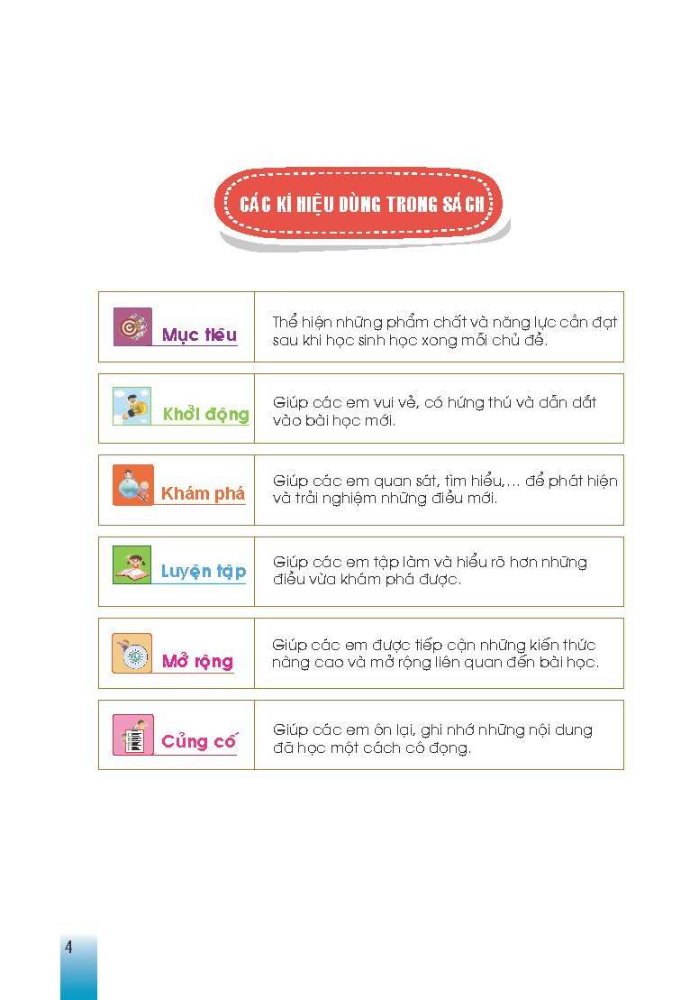 CÁC KÍ HIỆU DÙNG TRONG SÁCH
Mục tiêu
Thể hiện những phẩm chất và năng lực cần đạt
sau khi học sinh học xong mỗi chủ đề.
Khởi động
Giúp các em vui vẻ, có hứng thú và dẫn dắt
vào bài học mới.
Khám phá
Giúp các em quan sát, tìm hiểu,... để phát hiện
và trải nghiệm những điều mới.
Luyện tập
Giúp các em tập làm và hiểu rõ hơn những
điều vừa khám phá được.
Mở rộng
Giúp các em được tiếp cận những kiến thức
nâng cao và mở rộng liên quan đến bài học.
Củng cố
Giúp các em ôn lại, ghi nhớ những nội dung
đã học một cách cô đọng.
4